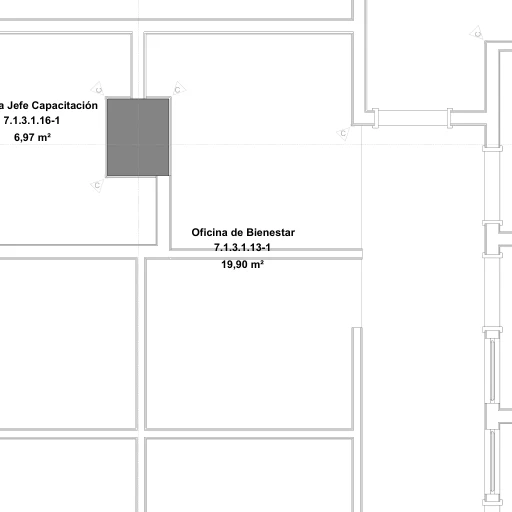 a Jefe Capacitación
7.1.3.1.16-1
6,97 m²
Oficina de Bienestar
7.1.3.1.13-1
19,90 m²
C
C
C
C
C